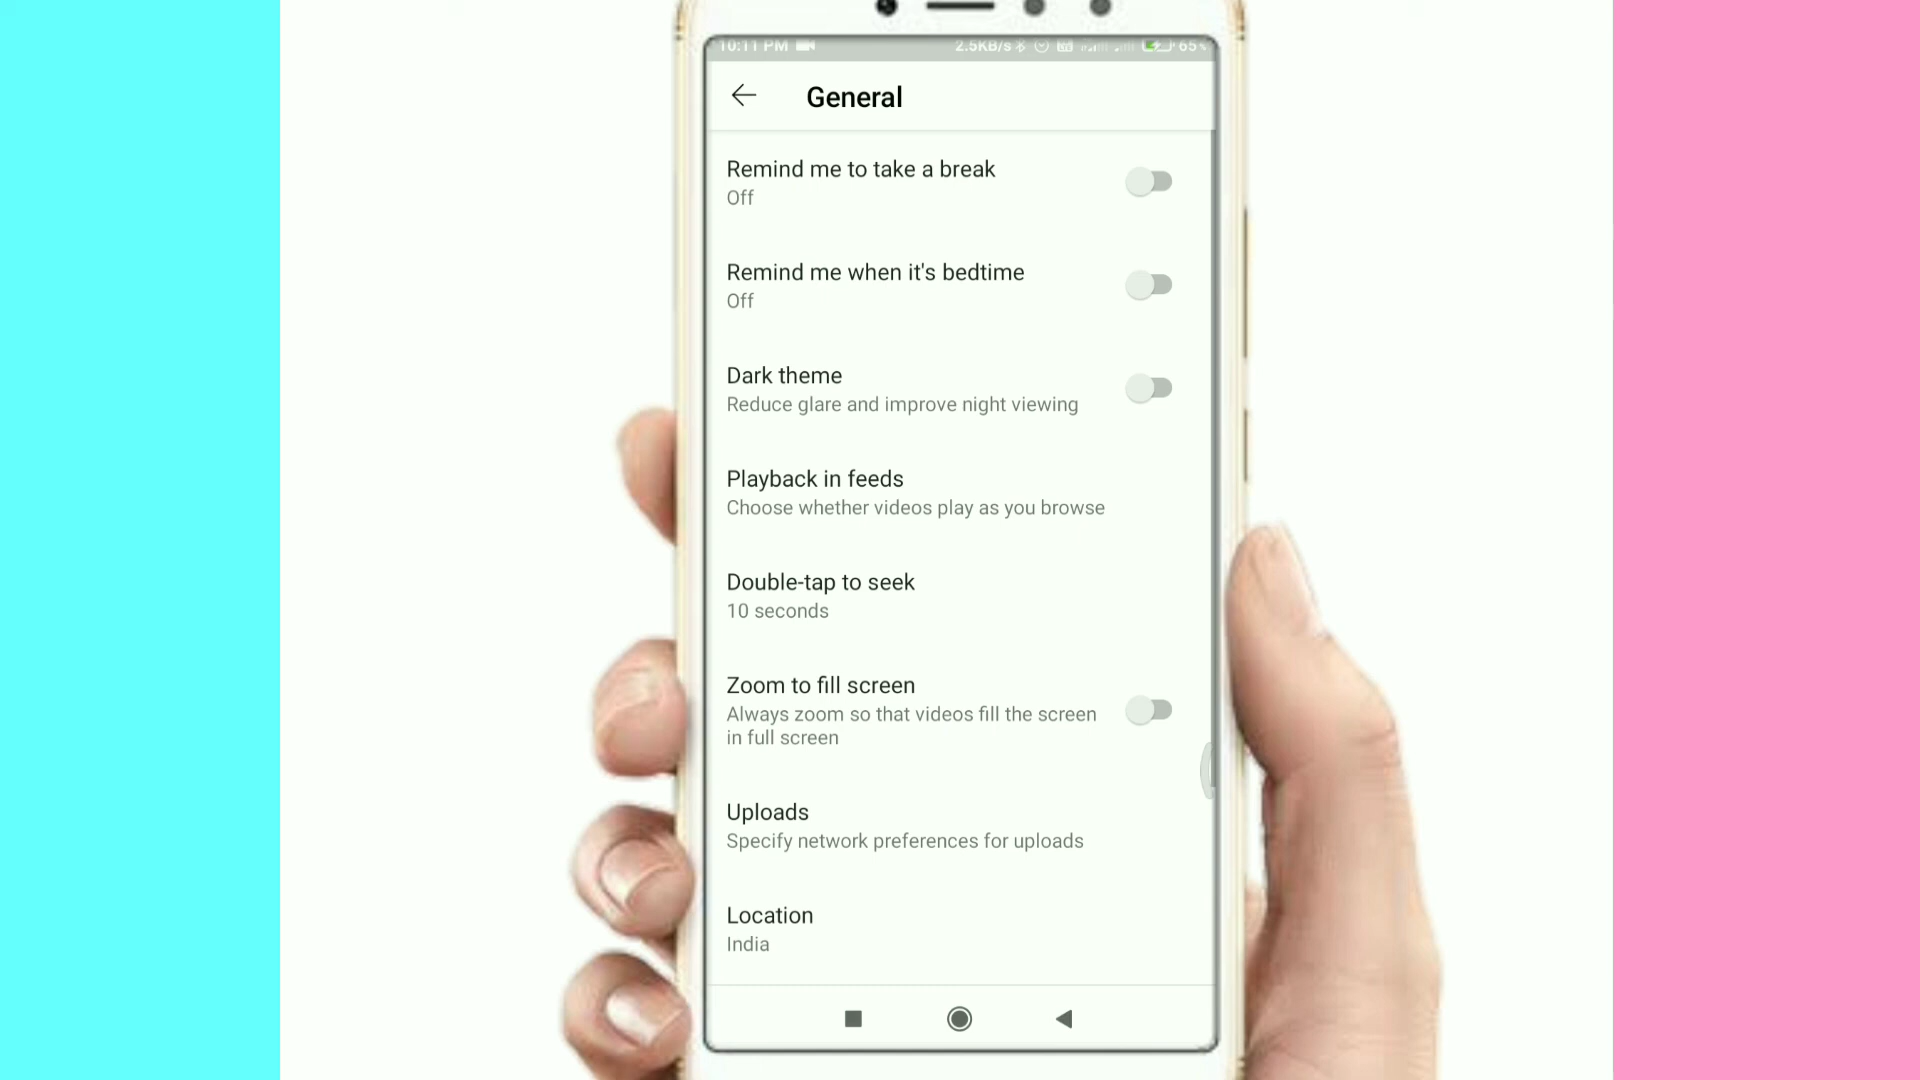 10:11 PM 2.5KB/s 65%
General
Remind me to take a break
Off
Remind me when it's bedtime
Off
Dark theme
Reduce glare and improve night viewing
Playback in feeds
Choose whether videos play as you browse
Double-tap to seek
10 seconds
Zoom to fill screen
Always zoom so that videos fill the screen
in full screen
Uploads
Specify network preferences for uploads
Location
India